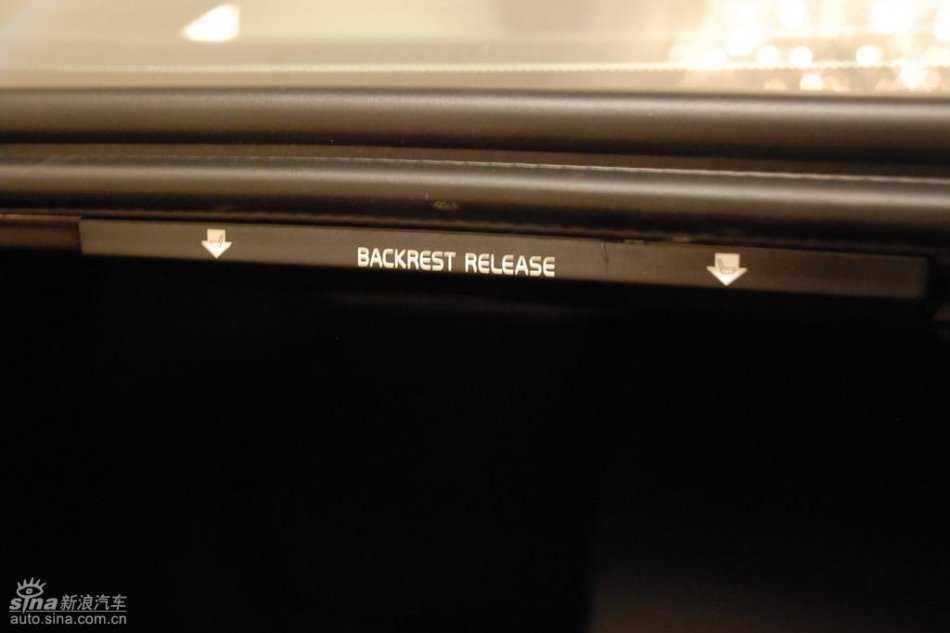 BACKREST RELEASE
sina新浪汽车
auto.sina.com.cn